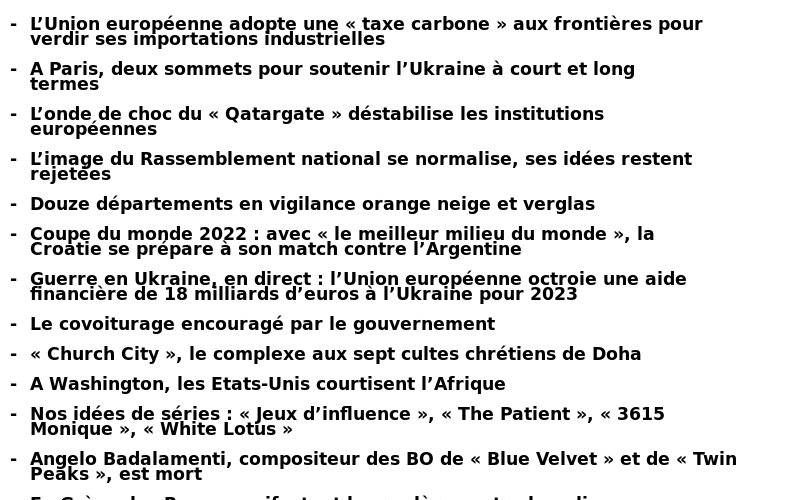 - L’Union européenne adopte une « taxe carbone » aux frontières pour
verdir ses importations industrielles
- A Paris, deux sommets pour soutenir l’Ukraine à court et long
termes
- L’onde de choc du « Qatargate » déstabilise les institutions
européennes
- L’image du Rassemblement national se normalise, ses idées restent
rejetées
- Douze départements en vigilance orange neige et verglas
- Coupe du monde 2022 : avec « le meilleur milieu du monde », la
Croatie se prépare à son match contre l’Argentine
- Guerre en Ukraine, en direct : l’Union européenne octroie une aide
financière de 18 milliards d’euros à l’Ukraine pour 2023
- Le covoiturage encouragé par le gouvernement
- « Church City », le complexe aux sept cultes chrétiens de Doha
- A Washington, les Etats-Unis courtisent l’Afrique
- Nos idées de séries : « Jeux d’influence », « The Patient », « 3615
Monique », « White Lotus »
- Angelo Badalamenti, compositeur des BO de « Blue Velvet » et de « Twin
Peaks », est mort